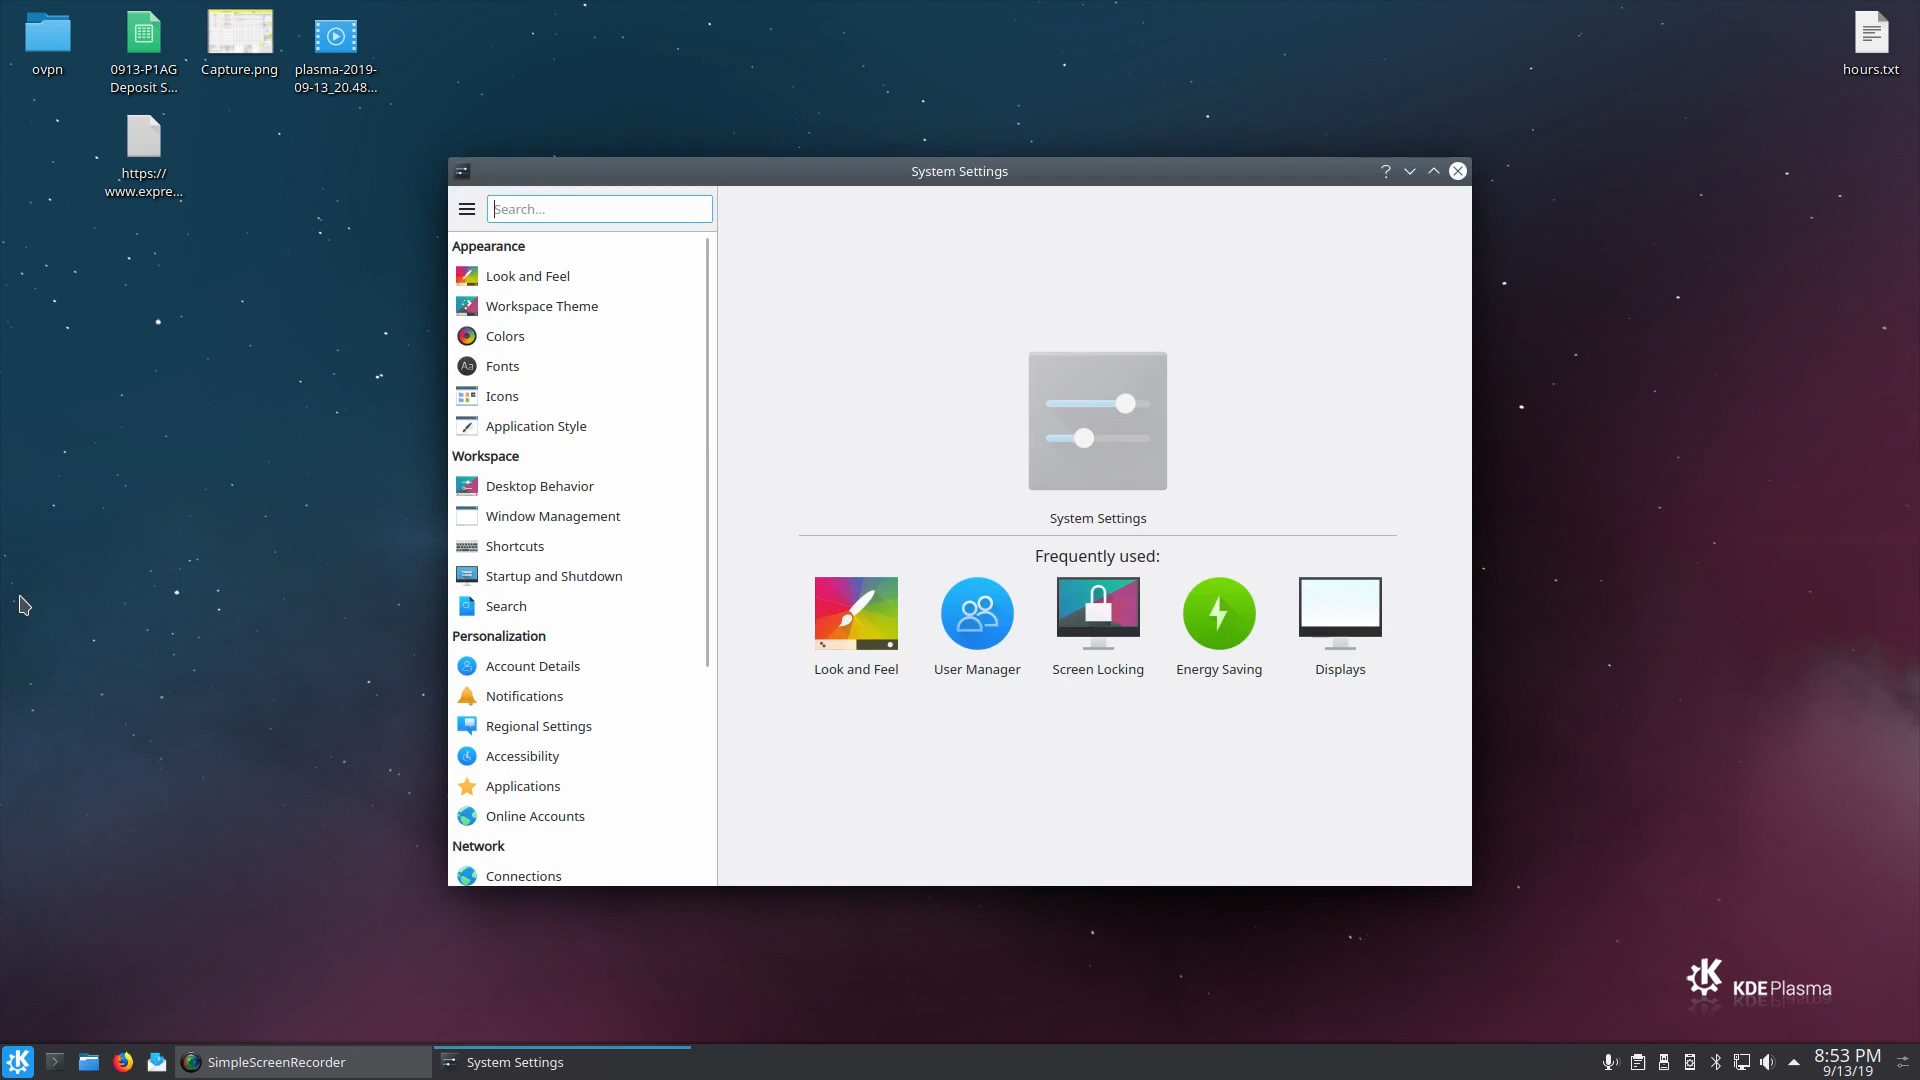 ovpn
0913-P1AG
Deposit S...
Capture.png
plasma-2019-
09-13_20.48...
hours.txt
https://
www.expre...
System Settings
Search...
Appearance
Look and Feel
Workspace Theme
Colors
Aa
Fonts
Icons
Application Style
Workspace
Desktop Behavior
Window Management
Shortcuts
Startup and Shutdown
Search
Personalization
Account Details
Notifications
Regional Settings
Accessibility
Applications
Online Accounts
Network
Connections
System Settings
Frequently used:
Look and Feel
User Manager
Screen Locking
Energy Saving
Displays
KDE Plasma
SimpleScreenRecorder
System Settings
8:53 PM
9/13/19